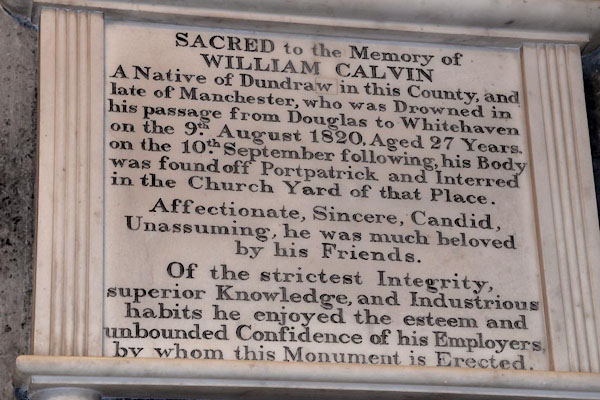 SACRED to the Memory of
WILLIAM CALVIN
A Native of Dundraw in this County, and
late of Manchester, who was Drowned in
his passage from Douglas to Whitehaven
on the 9th. August 1820, Aged 27 Years.
on the 10th September following, his Body
was found off Portpatrick and Interred
in the Church Yard of that Place.
Affectionate, Sincere, Candid,
Unassuming, he was much beloved
by his Friends.
Of the strictest Integrity,
superior Knowledge, and Industrious
habits he enjoyed the esteem and
unbounded Confidence of his Employers,
by whom this Monument is Erected.